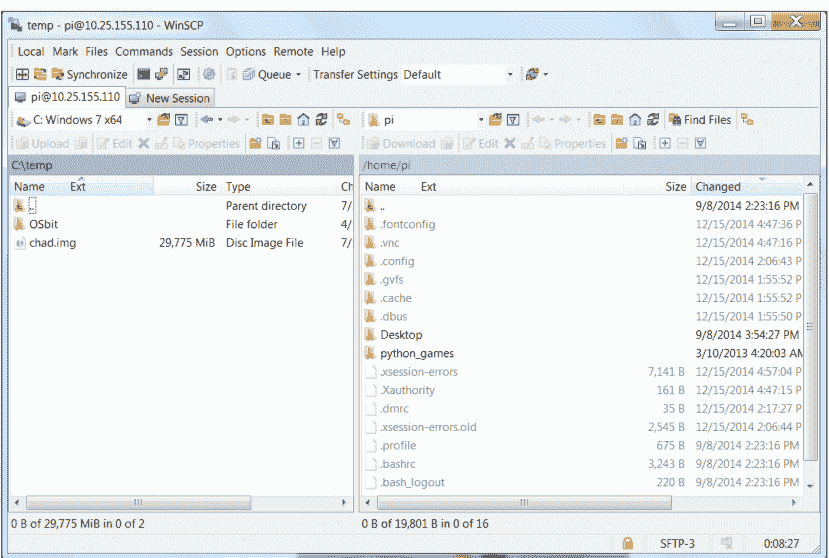 temp - pi@10.25.155.110 - WinSCP
Local Mark Files Commands Session Options Remote Help
Synchronize Queue Transfer Settings Default
pi@10.25.155.110 New Session
C: Windows 7 x64 pi Find Files
Upload Edit Properties Download Edit Properties
C:\temp /home/pi
Name Ext Size Type Ch Name Ext Size Changed
.. Parent directory 7/ .. 9/8/2014 2:23:16 PM
OSbit File folder 4/ .fontconfig 12/15/2014 4:47:36 P
chad.img 29,775 MiB Disc Image File 7/ .vnc 12/15/2014 4:47:16 P
.config 12/15/2014 2:06:43 P
.gvfs 12/15/2014 1:55:52 P
.cache 12/15/2014 1:55:52 P
.dbus 12/15/2014 1:55:50 P
Desktop 9/8/2014 3:54:27 PM
python_games 3/10/2013 4:20:03 AM
.xsession-errors 7,141 B 12/15/2014 4:57:04 P
.Xauthority 161 B 12/15/2014 4:47:15 P
.dmrc 35 B 12/15/2014 2:17:27 P
.xsession-errors.old 2,545 B 12/15/2014 2:06:44 P
.profile 675 B 9/8/2014 2:23:16 PM
.bashrc 3,243 B 9/8/2014 2:23:16 PM
.bash_logout 220 B 9/8/2014 2:23:16 PM
0 B of 29,775 MiB in 0 of 2 0 B of 19,801 B in 0 of 16
SFTP-3 0:08:27